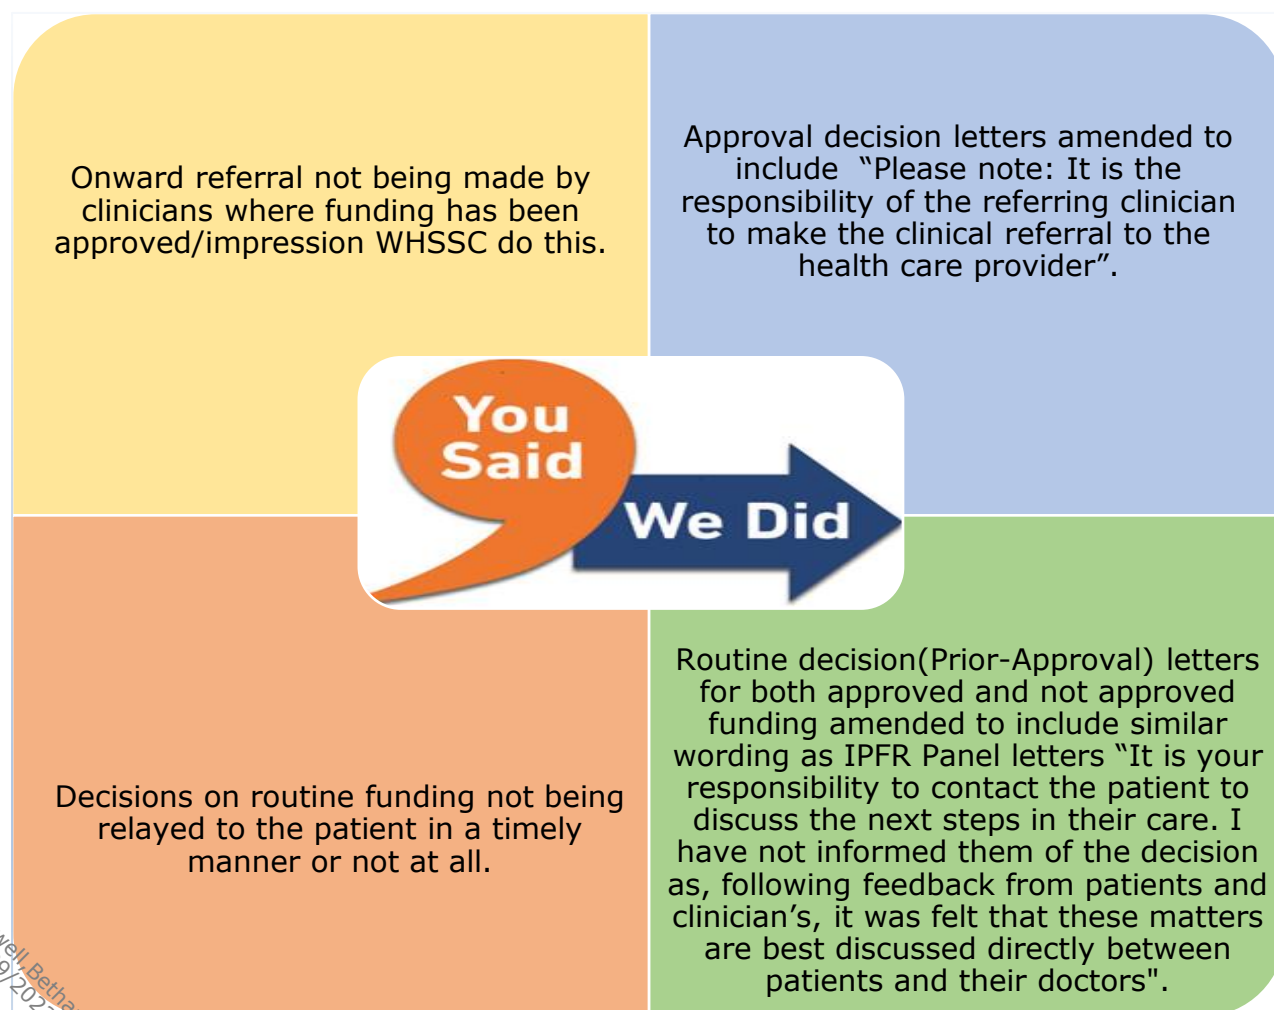 Onward referral not being made by
clinicians where funding has been
approved/impression WHSSC do this.
Approval decision letters amended to
include “Please note: It is the
responsibility of the referring clinician
to make the clinical referral to the
health care provider”.
You
Said
We Did
Decisions on routine funding not being
relayed to the patient in a timely
manner or not at all.
Routine decision(Prior-Approval) letters
for both approved and not approved
funding amended to include similar
wording as IPFR Panel letters “It is your
responsibility to contact the patient to
discuss the next steps in their care. I
have not informed them of the decision
as, following feedback from patients and
clinician’s, it was felt that these matters
are best discussed directly between
patients and their doctors".